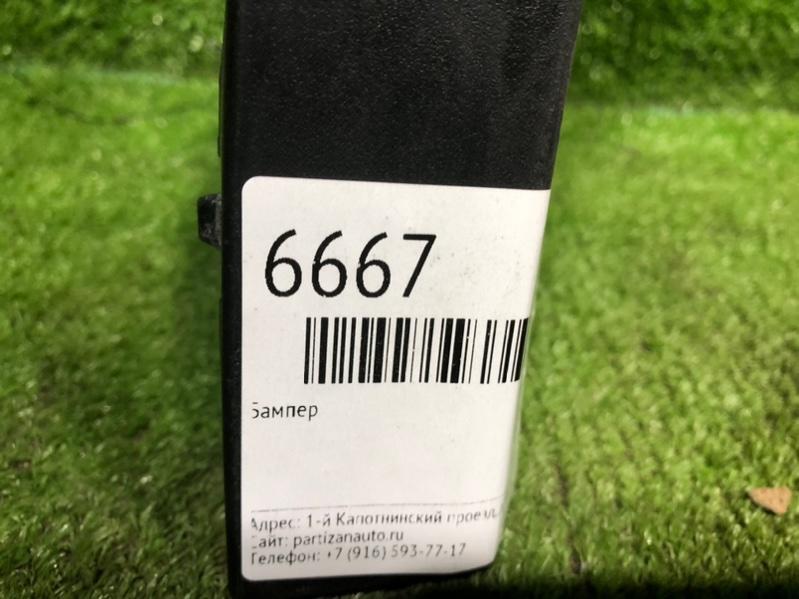 6667
Бампер
Адрес: 1-й Капотнинский проезд,
Сайт: partizanauto.ru
Телефон: +7 (916) 593-77-17